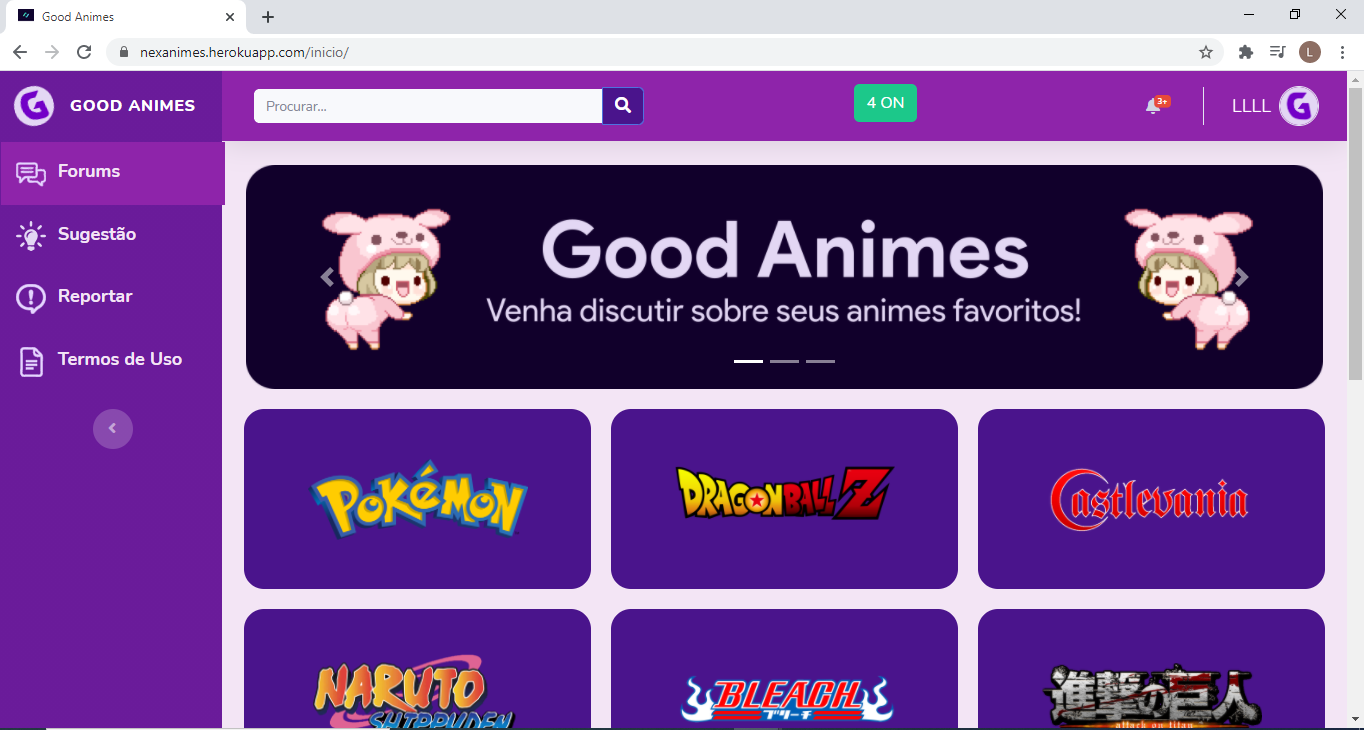 Good Animes
nexanimes.herokuapp.com/inicio/
L
GOOD ANIMES
Procurar...
4 ON
3+
LLLL
Forums
Sugestão
Reportar
Termos de Uso
Good Animes
Venha discutir sobre seus animes favoritos!
POKéMON
DRAGONBALL Z
Castlevania
NARUTO
SHIPPUDEN
BLEACH
ブリーチ
進撃の巨人
attack on titan